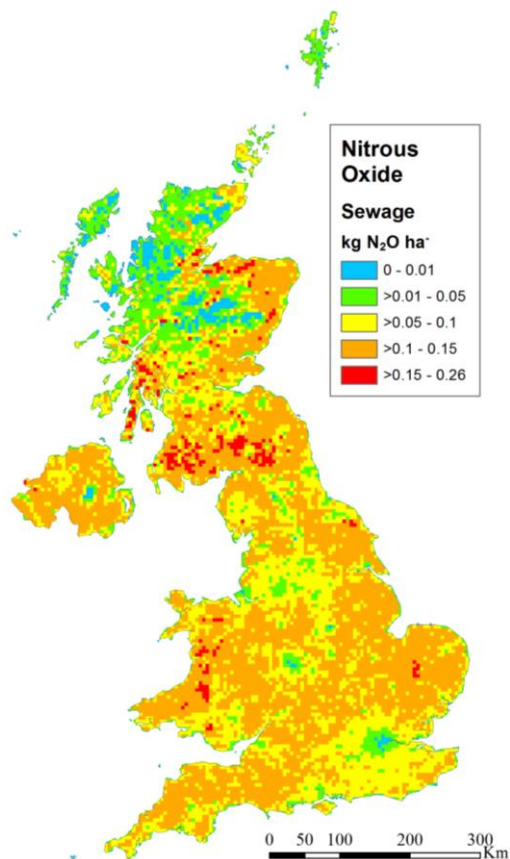 Nitrous
Oxide
Sewage
kg N₂O ha⁻
0 - 0.01
>0.01 - 0.05
>0.05 - 0.1
>0.1 - 0.15
>0.15 - 0.26
0 50 100 200 300
Km